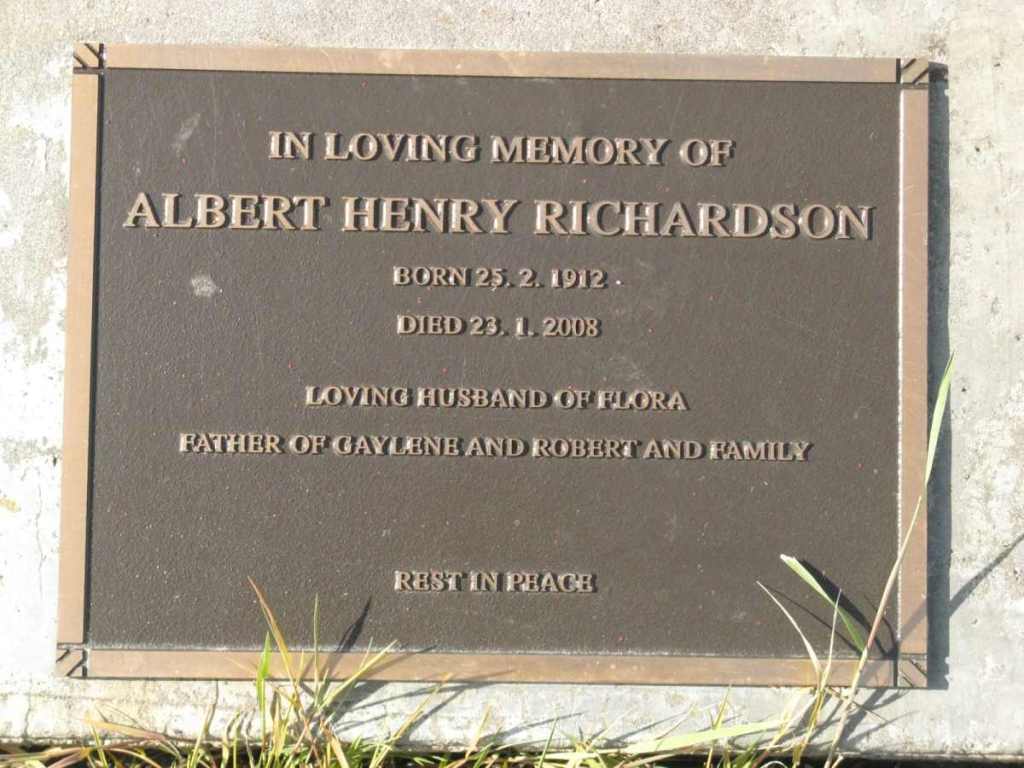 IN LOVING MEMORY OF
ALBERT HENRY RICHARDSON
BORN 25. 2. 1912
DIED 23. 1. 2008
LOVING HUSBAND OF FLORA
FATHER OF GAYLENE AND ROBERT AND FAMILY
REST IN PEACE